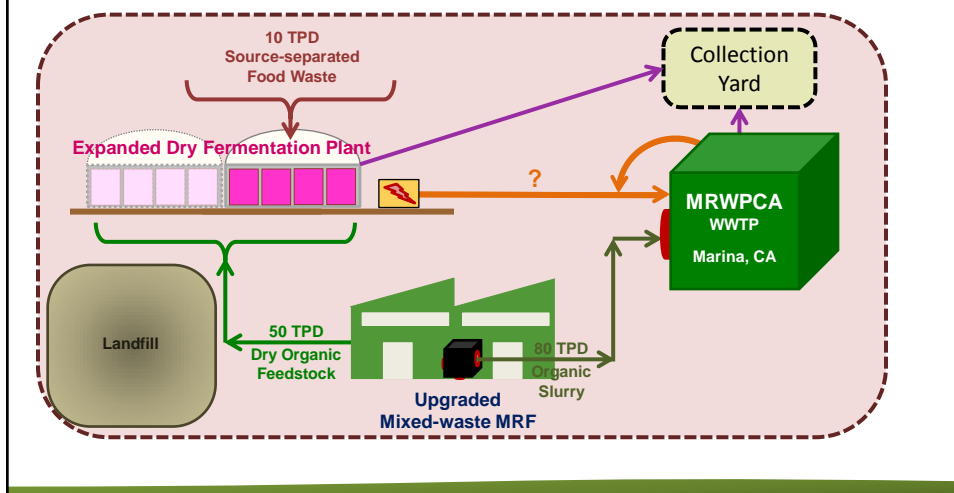 10 TPD
Source-separated
Food Waste
Collection
Yard
Expanded Dry Fermentation Plant
?
MRWPCA
WWTP
Marina, CA
Landfill
50 TPD
Dry Organic
Feedstock
80 TPD
Organic
Slurry
Upgraded
Mixed-waste MRF